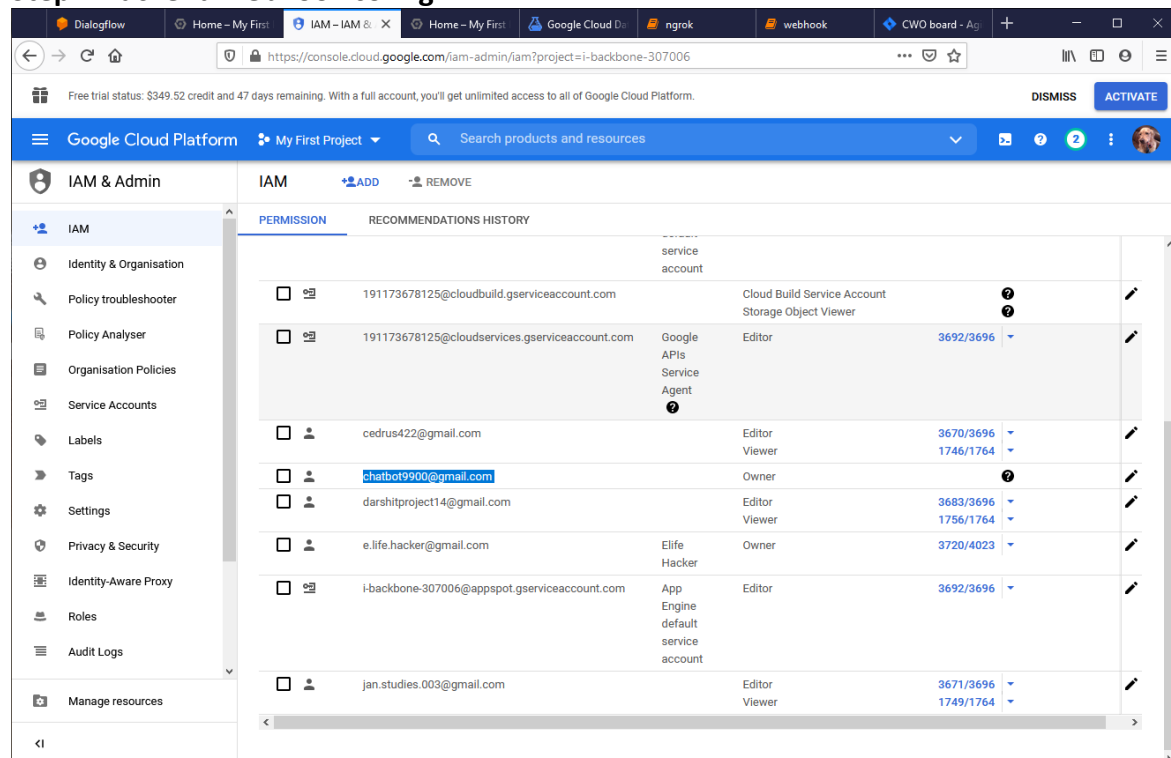 Dialogflow
Home – My First
IAM – IAM &
Home – My First
Google Cloud Da
ngrok
webhook
CWO board - Ag
https://console.cloud.google.com/iam-admin/iam?project=i-backbone-307006
Free trial status: $349.52 credit and 47 days remaining. With a full account, you'll get unlimited access to all of Google Cloud Platform.
DISMISS
ACTIVATE
Google Cloud Platform
My First Project
Search products and resources
2
IAM & Admin
IAM
ADD
REMOVE
PERMISSION
RECOMMENDATIONS HISTORY
IAM
Identity & Organisation
Policy troubleshooter
Policy Analyser
Organisation Policies
Service Accounts
Labels
Tags
Settings
Privacy & Security
Identity-Aware Proxy
Roles
Audit Logs
Manage resources
service
account
191173678125@cloudbuild.gserviceaccount.com
Cloud Build Service Account
Storage Object Viewer
191173678125@cloudservices.gserviceaccount.com
Google
APIs
Service
Agent
Editor
3692/3696
cedrus422@gmail.com
Editor
3670/3696
Viewer
1746/1764
chatbot9900@gmail.com
Owner
darshitproject14@gmail.com
Editor
3683/3696
Viewer
1756/1764
e.life.hacker@gmail.com
Elife
Hacker
Owner
3720/4023
i-backbone-307006@appspot.gserviceaccount.com
App
Engine
default
service
account
Editor
3692/3696
jan.studies.003@gmail.com
Editor
3671/3696
Viewer
1749/1764